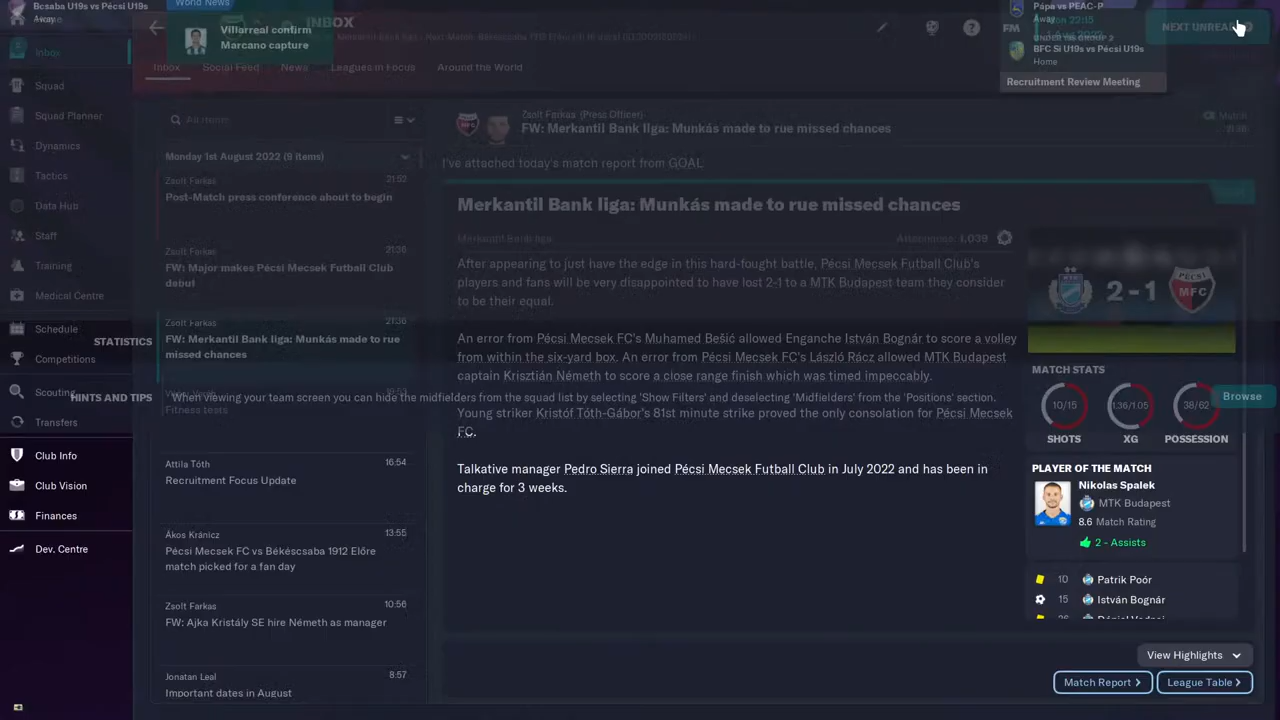 Bcsaba U19s vs Pécsi U19s
Away
World News
Villarreal confirm
Marcano capture
INBOX
Pápa vs PEAC-P
Away
UNDER 19 GROUP 2
BFC Si U19s vs Pécsi U19s
Home
Recruitment Review Meeting
FM
NEXT UNREAD
Inbox
Social Feed
News
Leagues in Focus
Around the World
Inbox
Squad
Squad Planner
Dynamics
Tactics
Data Hub
Staff
Training
Medical Centre
Schedule
Competitions
Scouting
Transfers
Club Info
Club Vision
Finances
Dev. Centre
STATISTICS
HINTS AND TIPS
When viewing your team screen you can hide the midfielders from the squad list by selecting 'Show Filters' and deselecting 'Midfielders' from the 'Positions' section.
Browse
Monday 1st August 2022 (9 items)
Zsolt Farkas 21:52
Post-Match press conference about to begin
Zsolt Farkas 21:36
FW: Major makes Pécsi Mecsek Futball Club
debut
Zsolt Farkas 21:36
FW: Merkantil Bank liga: Munkás made to rue
missed chances
Fitness tests
Attila Tóth 16:54
Recruitment Focus Update
Ákos Kránicz 13:55
Pécsi Mecsek FC vs Békéscsaba 1912 Előre
match picked for a fan day
Zsolt Farkas 10:56
FW: Ajka Kristály SE hire Németh as manager
Jonatan Leal 8:57
Important dates in August
Zsolt Farkas (Press Officer)
FW: Merkantil Bank liga: Munkás made to rue missed chances
Match
I've attached today's match report from GOAL
Merkantil Bank liga: Munkás made to rue missed chances
Merkantil Bank liga Attendance: 1,039
After appearing to just have the edge in this hard-fought battle, Pécsi Mecsek Futball Club's
players and fans will be very disappointed to have lost 2-1 to a MTK Budapest team they consider
to be their equal.
An error from Pécsi Mecsek FC's Muhamed Bešić allowed Enganche István Bognár to score a volley
from within the six-yard box. An error from Pécsi Mecsek FC's László Rácz allowed MTK Budapest
captain Krisztián Németh to score a close range finish which was timed impeccably.
Young striker Kristóf Tóth-Gábor's 81st minute strike proved the only consolation for Pécsi Mecsek
FC.
Talkative manager Pedro Sierra joined Pécsi Mecsek Futball Club in July 2022 and has been in
charge for 3 weeks.
2-1
PÉCSI
MFC
MATCH STATS
10/15
1.36/1.05
38/62
SHOTS
XG
POSSESSION
PLAYER OF THE MATCH
Nikolas Spalek
MTK Budapest
8.6 Match Rating
2 - Assists
10 Patrik Poór
15 István Bognár
View Highlights
Match Report
League Table